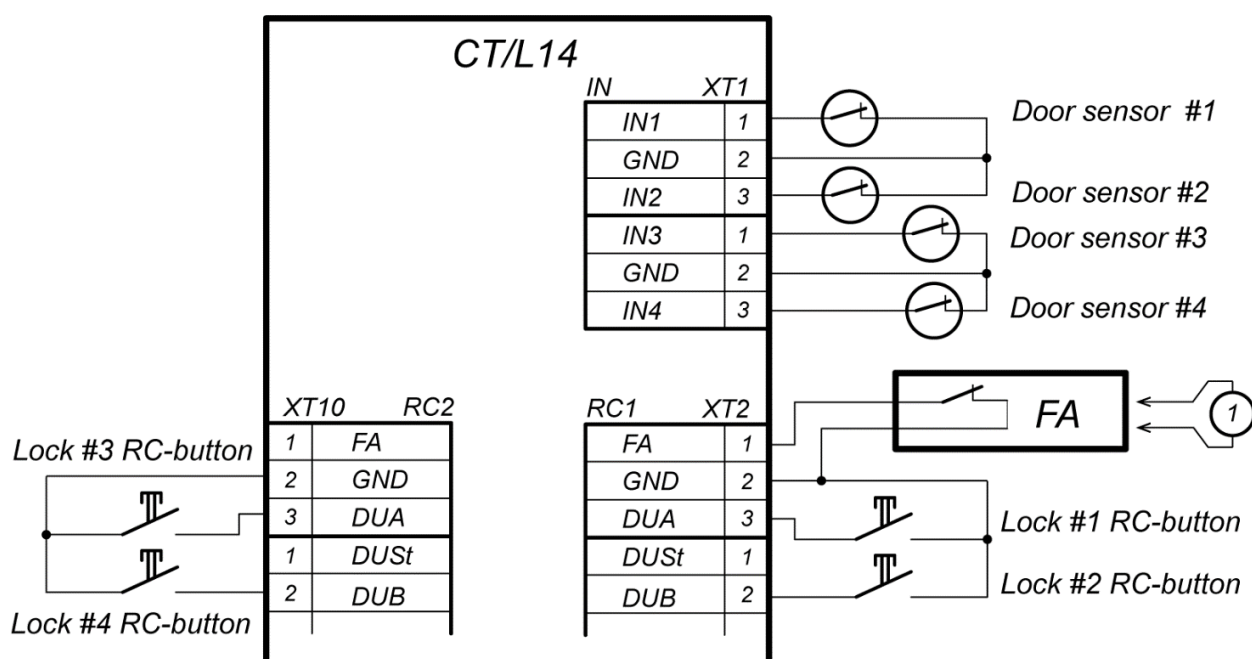 CT/L14
IN XT1
IN1 1
GND 2
IN2 3
IN3 1
GND 2
IN4 3
Door sensor #1
Door sensor #2
Door sensor #3
Door sensor #4
XT10 RC2
1 FA
2 GND
3 DUA
1 DUSt
2 DUB
Lock #3 RC-button
Lock #4 RC-button
RC1 XT2
FA 1
GND 2
DUA 3
DUSt 1
DUB 2
FA
1
Lock #1 RC-button
Lock #2 RC-button